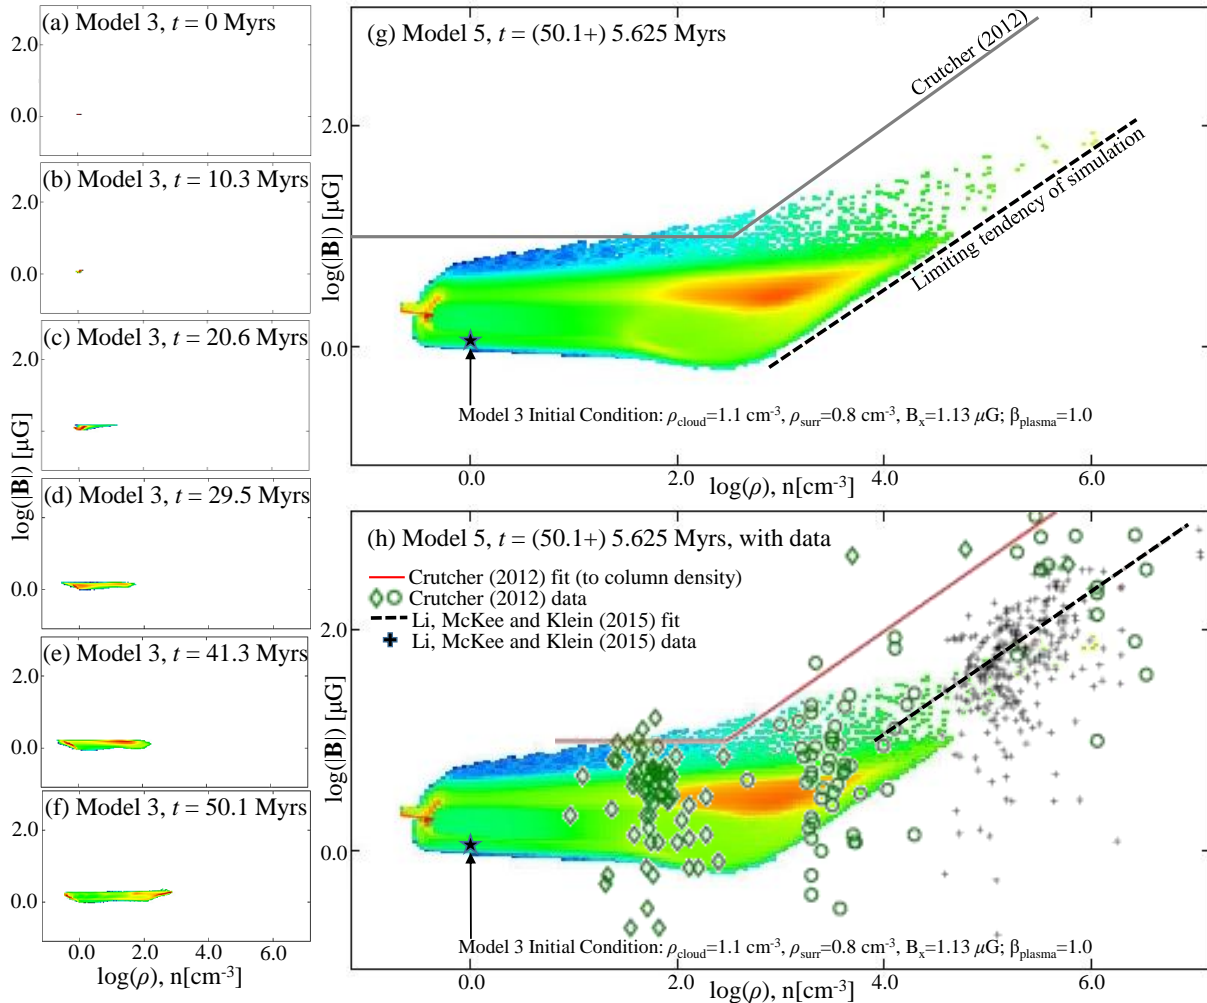 (a) Model 3, t = 0 Myrs
2.0
0.0
(b) Model 3, t = 10.3 Myrs
2.0
0.0
(c) Model 3, t = 20.6 Myrs
2.0
(d) Model 3, t = 29.5 Myrs
0.0
(e) Model 3, t = 41.3 Myrs
2.0
0.0
(f) Model 3, t = 50.1 Myrs
2.0
0.0
0.0 2.0 4.0 6.0
log(ρ), n[cm-3]
log(|B|) [μG]
(g) Model 5, t = (50.1+) 5.625 Myrs
Crutcher (2012)
Limiting tendency of simulation
2.0
0.0
log(|B|) [μG]
Model 3 Initial Condition: ρcloud=1.1 cm-3, ρsurr=0.8 cm-3, Bx=1.13 μG; βplasma=1.0
0.0 2.0 4.0 6.0
log(ρ), n[cm-3]
(h) Model 5, t = (50.1+) 5.625 Myrs, with data
Crutcher (2012) fit (to column density)
Crutcher (2012) data
Li, McKee and Klein (2015) fit
Li, McKee and Klein (2015) data
2.0
0.0
log(|B|) [μG]
Model 3 Initial Condition: ρcloud=1.1 cm-3, ρsurr=0.8 cm-3, Bx=1.13 μG; βplasma=1.0
0.0 2.0 4.0 6.0
log(ρ), n[cm-3]